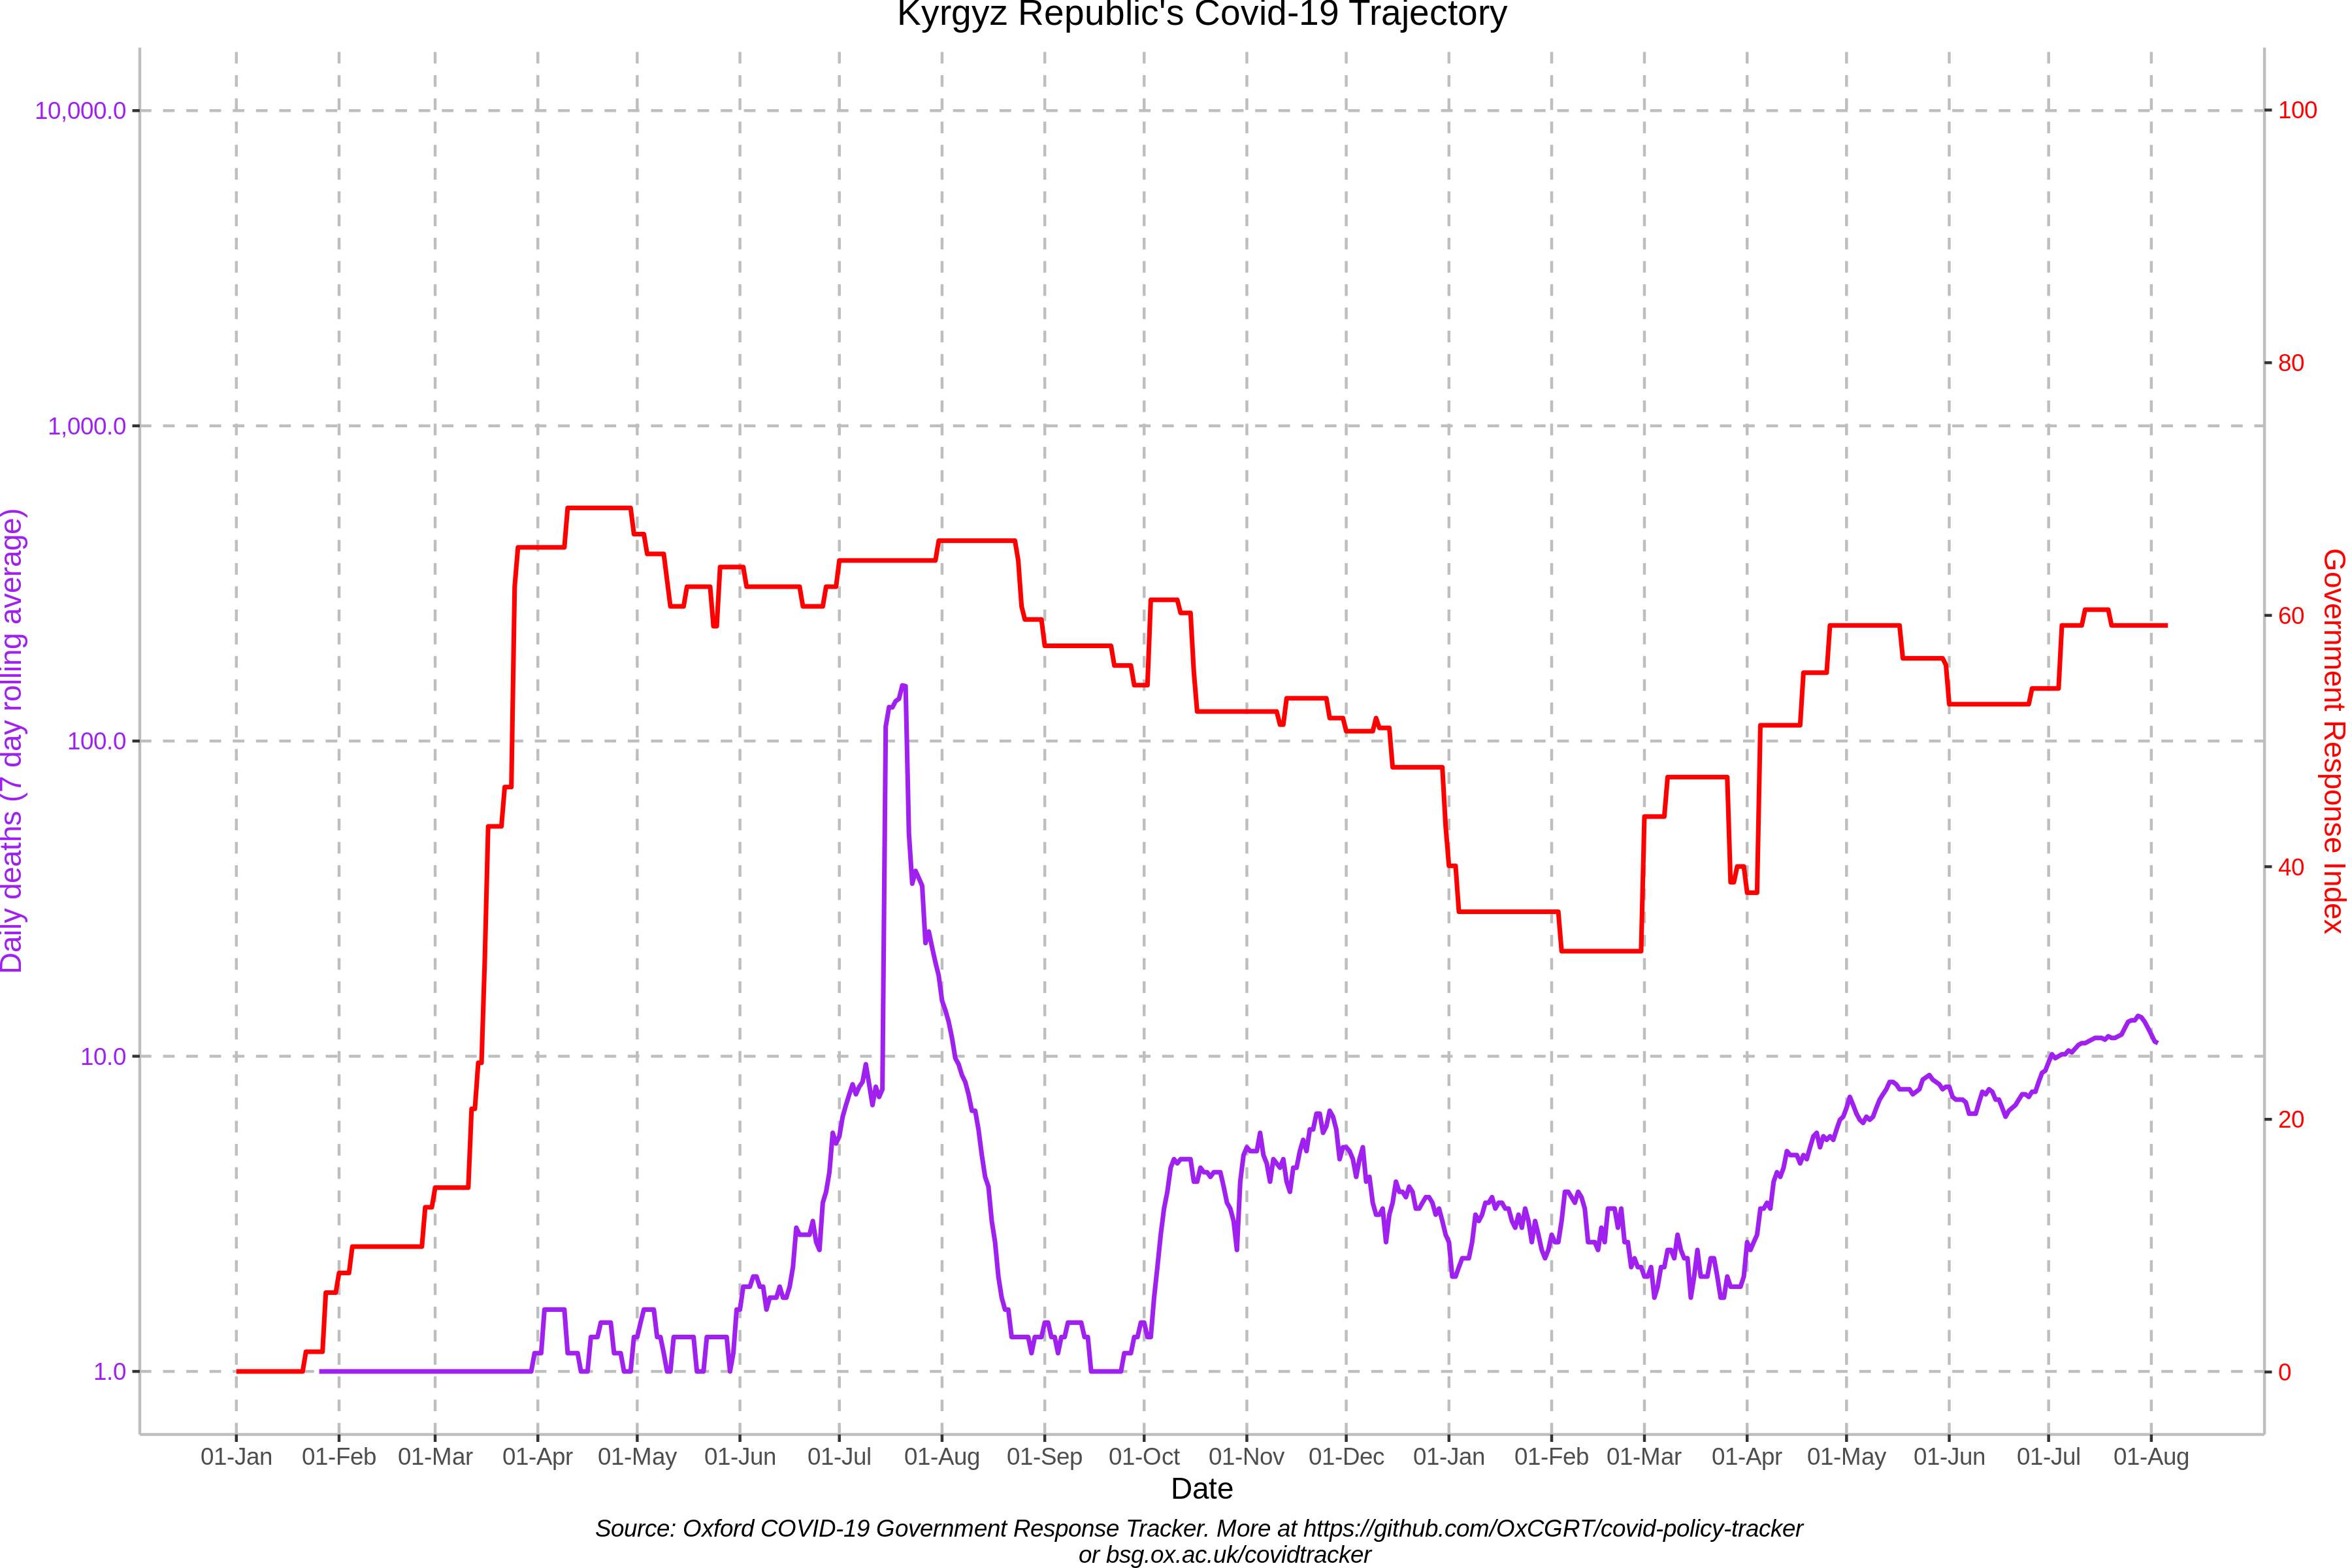 Kyrgyz Republic's Covid-19 Trajectory
10,000.0
1,000.0
100.0
10.0
1.0
Daily deaths (7 day rolling average)
100
80
60
40
20
0
Government Response Index
01-Jan 01-Feb 01-Mar 01-Apr 01-May 01-Jun 01-Jul 01-Aug 01-Sep 01-Oct 01-Nov 01-Dec 01-Jan 01-Feb 01-Mar 01-Apr 01-May 01-Jun 01-Jul 01-Aug
Date
Source: Oxford COVID-19 Government Response Tracker. More at https://github.com/OxCGRT/covid-policy-tracker
or bsg.ox.ac.uk/covidtracker